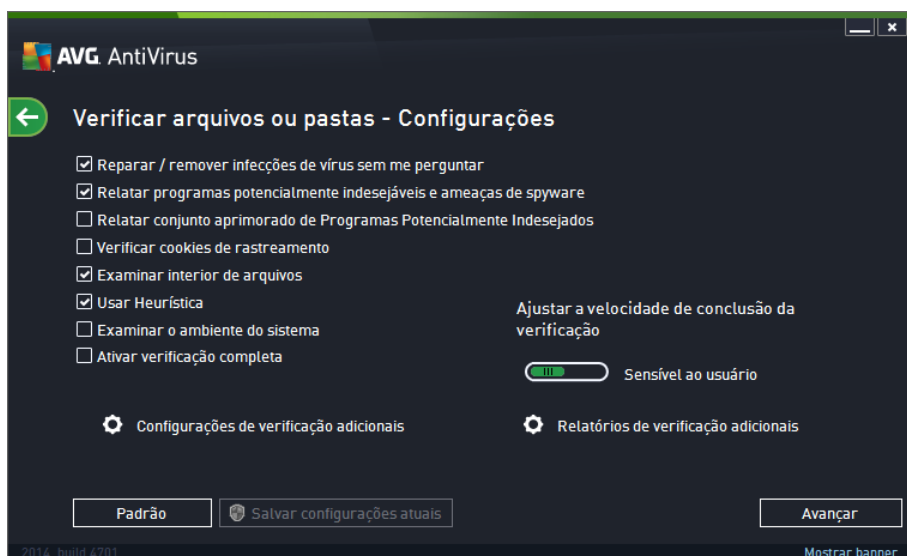 AVG. AntiVirus
Verificar arquivos ou pastas - Configurações
Reparar / remover infecções de vírus sem me perguntar
Relatar programas potencialmente indesejáveis e ameaças de spyware
Relatar conjunto aprimorado de Programas Potencialmente Indesejados
Verificar cookies de rastreamento
Examinar interior de arquivos
Usar Heurística
Examinar o ambiente do sistema
Ativar verificação completa
Ajustar a velocidade de conclusão da
verificação
Sensível ao usuário
Configurações de verificação adicionais
Relatórios de verificação adicionais
Padrão
Salvar configurações atuais
Avançar
2014 build 4701
Mostrar banner